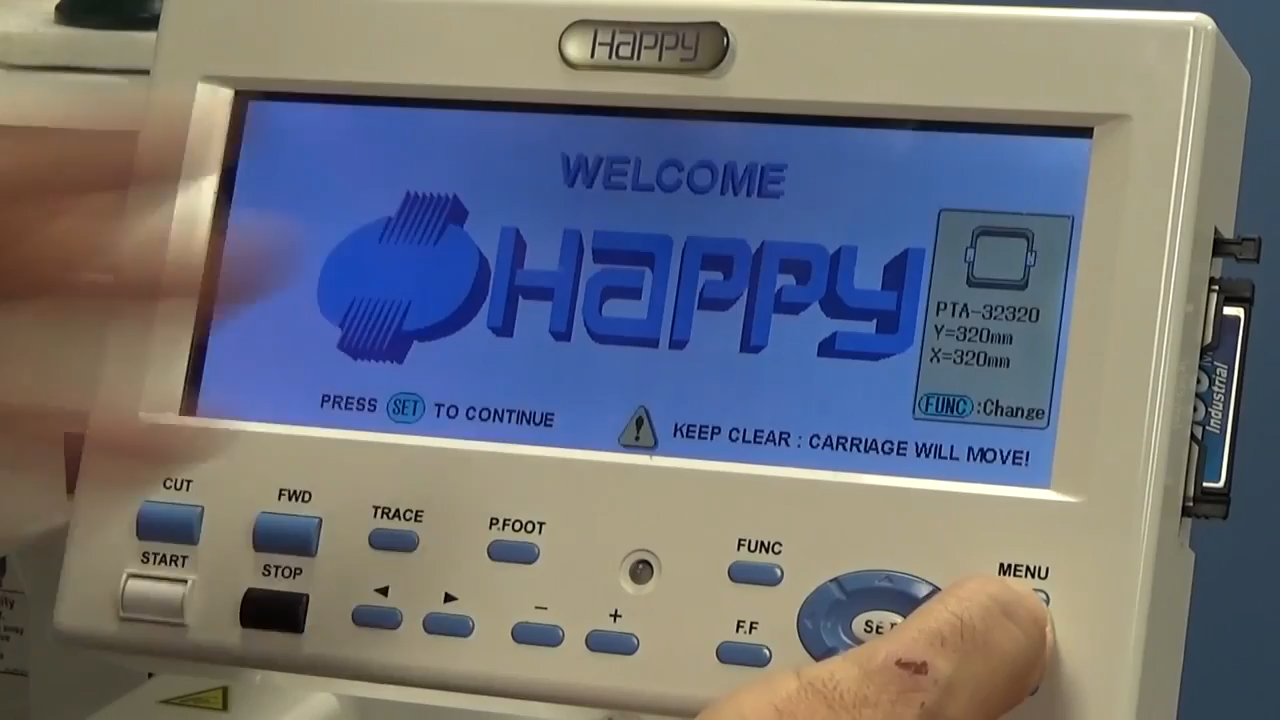 HAPPY
WELCOME
HAPPY
PTA-32320
Y=320mm
X=320mm
FUNC :Change
PRESS SET TO CONTINUE
! KEEP CLEAR : CARRIAGE WILL MOVE!
CUT
FWD
TRACE
P.FOOT
FUNC
MENU
START
STOP
◄
►
−
+
F.F
SET
Industrial